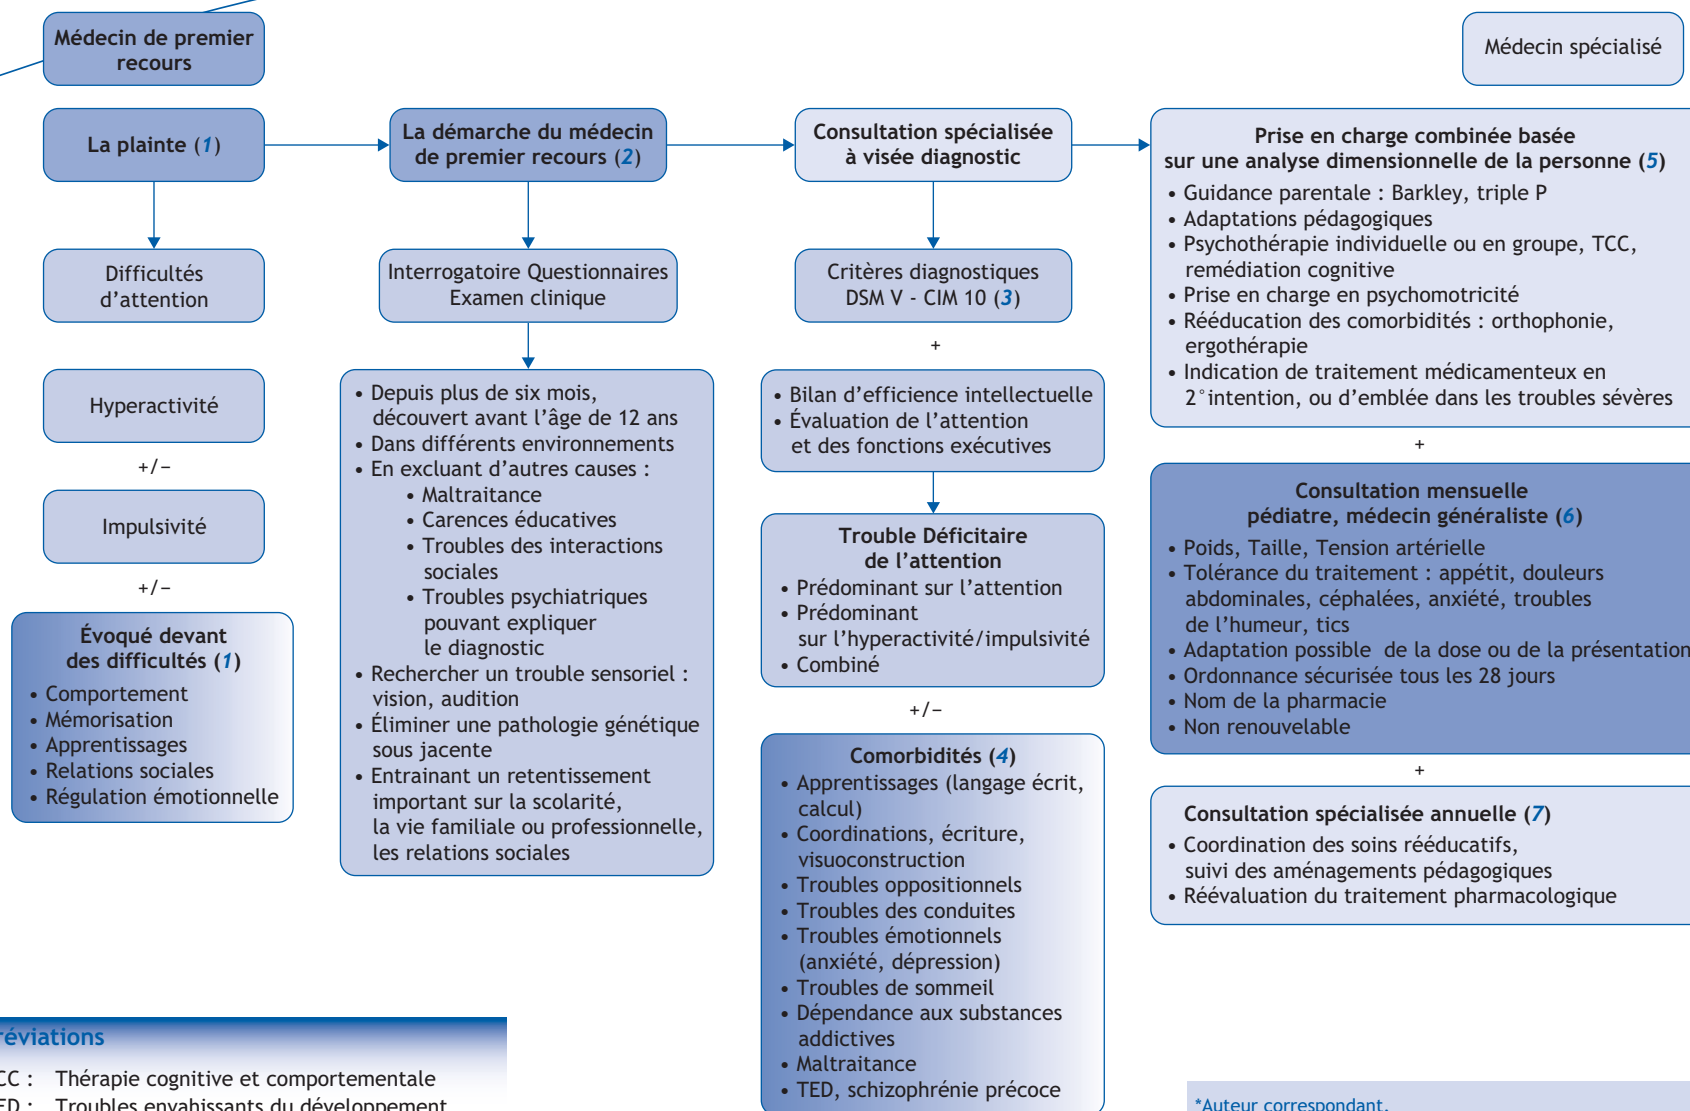 Médecin de premier
recours
Médecin spécialisé
La plainte (1)
La démarche du médecin
de premier recours (2)
Consultation spécialisée
à visée diagnostic
Prise en charge combinée basée
sur une analyse dimensionnelle de la personne (5)
• Guidance parentale : Barkley, triple P
• Adaptations pédagogiques
• Psychothérapie individuelle ou en groupe, TCC,
remédiation cognitive
• Prise en charge en psychomotricité
• Rééducation des comorbidités : orthophonie,
ergothérapie
• Indication de traitement médicamenteux en
2°intention, ou d’emblée dans les troubles sévères
Difficultés
d’attention
Hyperactivité
+/−
Impulsivité
+/−
Évoqué devant
des difficultés (1)
• Comportement
• Mémorisation
• Apprentissages
• Relations sociales
• Régulation émotionnelle
Interrogatoire Questionnaires
Examen clinique
• Depuis plus de six mois,
découvert avant l’âge de 12 ans
• Dans différents environnements
• En excluant d’autres causes :
• Maltraitance
• Carences éducatives
• Troubles des interactions
sociales
• Troubles psychiatriques
pouvant expliquer
le diagnostic
• Rechercher un trouble sensoriel :
vision, audition
• Éliminer une pathologie génétique
sous jacente
• Entrainant un retentissement
important sur la scolarité,
la vie familiale ou professionnelle,
les relations sociales
Critères diagnostiques
DSM V - CIM 10 (3)
+
• Bilan d’efficience intellectuelle
• Évaluation de l’attention
et des fonctions exécutives
Trouble Déficitaire
de l’attention
• Prédominant sur l’attention
• Prédominant
sur l’hyperactivité/impulsivité
• Combiné
+/−
Comorbidités (4)
• Apprentissages (langage écrit,
calcul)
• Coordinations, écriture,
visuoconstruction
• Troubles oppositionnels
• Troubles des conduites
• Troubles émotionnels
(anxiété, dépression)
• Troubles de sommeil
• Dépendance aux substances
addictives
• Maltraitance
• TED, schizophrénie précoce
+
Consultation mensuelle
pédiatre, médecin généraliste (6)
• Poids, Taille, Tension artérielle
• Tolérance du traitement : appétit, douleurs
abdominales, céphalées, anxiété, troubles
de l’humeur, tics
• Adaptation possible de la dose ou de la présentation
• Ordonnance sécurisée tous les 28 jours
• Nom de la pharmacie
• Non renouvelable
+
Consultation spécialisée annuelle (7)
• Coordination des soins rééducatifs,
suivi des aménagements pédagogiques
• Réévaluation du traitement pharmacologique
réviations
CC : Thérapie cognitive et comportementale
ED : Troubles envahissants du développement
*Auteur correspondant.